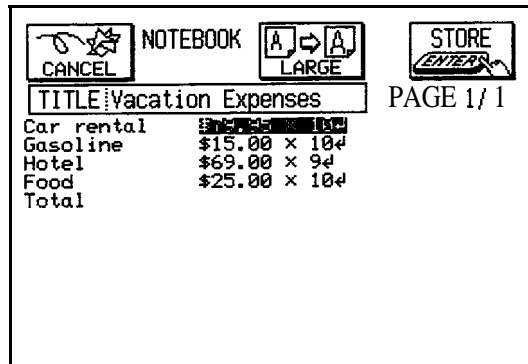 NOTEBOOK
CANCEL
LARGE
STORE
ENTER
TITLE Vacation Expenses
PAGE 1/1
Car rental
Gasoline $15.00 × 10↲
Hotel $69.00 × 9↲
Food $25.00 × 10↲
Total